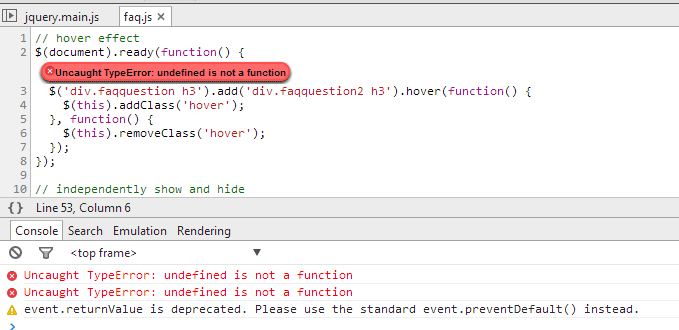 jquery.main.js faq.js ×
1 // hover effect
2 $(document).ready(function() {
Uncaught TypeError: undefined is not a function
3 $('div.faqquestion h3').add('div.faqquestion2 h3').hover(function() {
4 $(this).addClass('hover');
5 }, function() {
6 $(this).removeClass('hover');
7 });
8 });
9
10 // independently show and hide
{} Line 53, Column 6
Console Search Emulation Rendering
<top frame> ▼
Uncaught TypeError: undefined is not a function
Uncaught TypeError: undefined is not a function
event.returnValue is deprecated. Please use the standard event.preventDefault() instead.
>